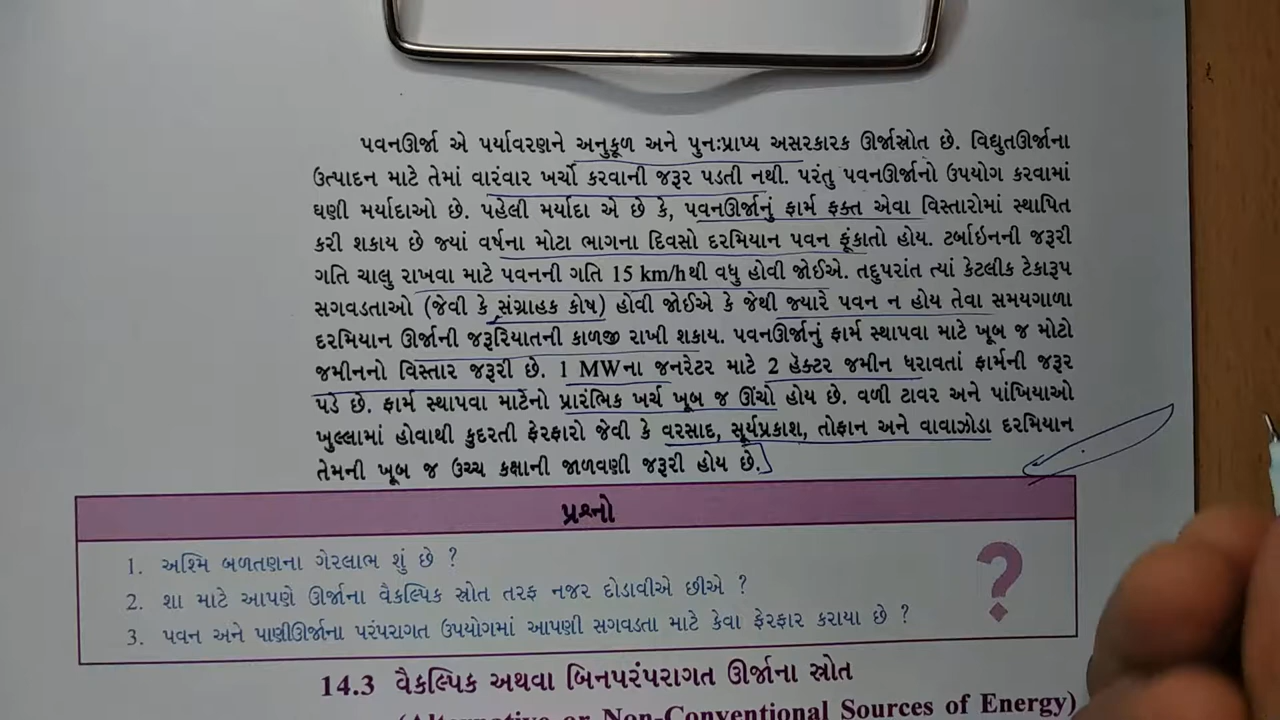 પવનઊર્જા એ પર્યાવરણને અનુકૂળ અને પુનઃપ્રાપ્ય અસરકારક ઊર્જાસ્રોત છે. વિદ્યુતઊર્જાના
ઉત્પાદન માટે તેમાં વારંવાર ખર્ચો કરવાની જરૂર પડતી નથી. પરંતુ પવનઊર્જાનો ઉપયોગ કરવામાં
ઘણી મર્યાદાઓ છે. પહેલી મર્યાદા એ છે કે, પવનઊર્જાનું ફાર્મ ફક્ત એવા વિસ્તારોમાં સ્થાપિત
કરી શકાય છે જ્યાં વર્ષના મોટા ભાગના દિવસો દરમિયાન પવન ફૂંકાતો હોય. ટર્બાઇનની જરૂરી
ગતિ ચાલુ રાખવા માટે પવનની ગતિ 15 km/hથી વધુ હોવી જોઈએ. તદુપરાંત ત્યાં કેટલીક ટેકારૂપ
સગવડતાઓ (જેવી કે સંગ્રાહક કોષ) હોવી જોઈએ કે જેથી જ્યારે પવન ન હોય તેવા સમયગાળા
દરમિયાન ઊર્જાની જરૂરિયાતની કાળજી રાખી શકાય. પવનઊર્જાનું ફાર્મ સ્થાપવા માટે ખૂબ જ મોટો
જમીનનો વિસ્તાર જરૂરી છે. 1 MWના જનરેટર માટે 2 હૅક્ટર જમીન ધરાવતાં ફાર્મની જરૂર
પડે છે. ફાર્મ સ્થાપવા માટેનો પ્રારંભિક ખર્ચ ખૂબ જ ઊંચો હોય છે. વળી ટાવર અને પાંખિયાઓ
ખુલ્લામાં હોવાથી કુદરતી ફેરફારો જેવી કે વરસાદ, સૂર્યપ્રકાશ, તોફાન અને વાવાઝોડા દરમિયાન
તેમની ખૂબ જ ઉચ્ચ કક્ષાની જાળવણી જરૂરી હોય છે.
પ્રશ્નો
1. અશ્મિ બળતણના ગેરલાભ શું છે ?
2. શા માટે આપણે ઊર્જાના વૈકલ્પિક સ્રોત તરફ નજર દોડાવીએ છીએ ?
3. પવન અને પાણીઊર્જાના પરંપરાગત ઉપયોગમાં આપણી સગવડતા માટે કેવા ફેરફાર કરાયા છે ?
?
14.3 વૈકલ્પિક અથવા બિનપરંપરાગત ઊર્જાના સ્રોત
(Alternative or Non-Conventional Sources of Energy)